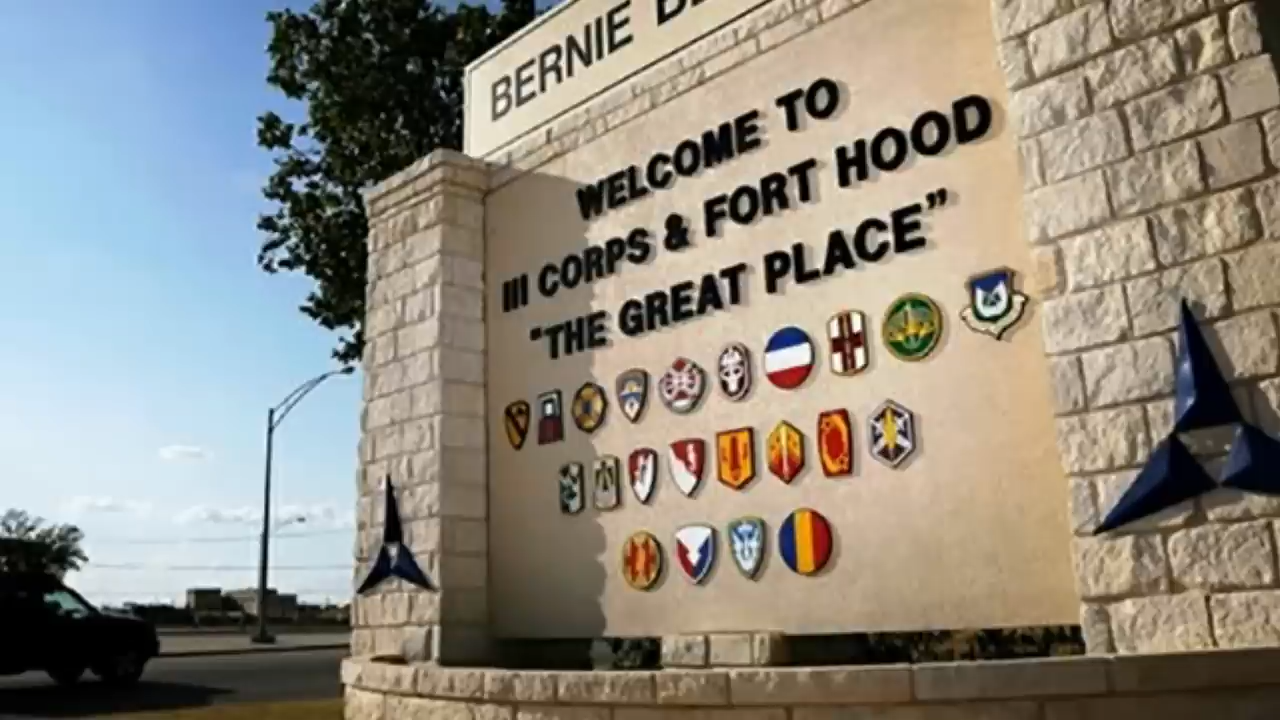 BERNIE
WELCOME TO
III CORPS & FORT HOOD
"THE GREAT PLACE"